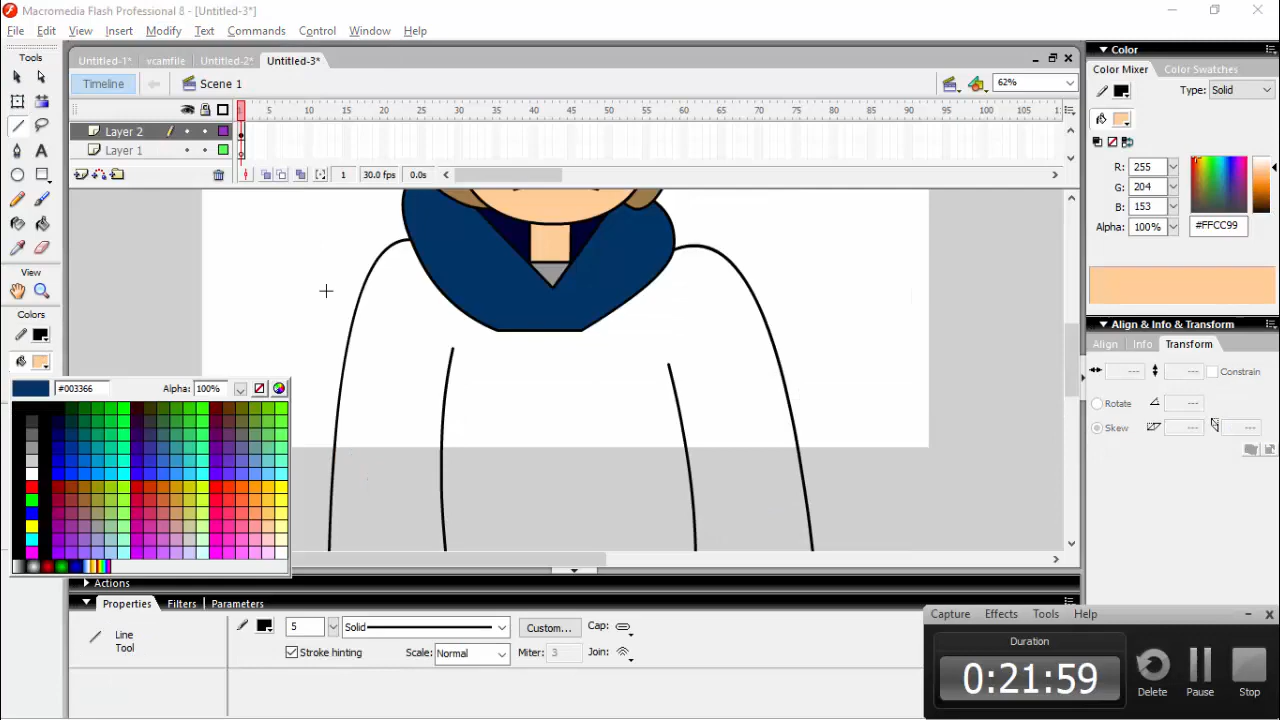 Macromedia Flash Professional 8 - [Untitled-3*]
File Edit View Insert Modify Text Commands Control Window Help
Tools
Untitled-1* vcamfile Untitled-2* Untitled-3*
Timeline Scene 1 62%
1 5 10 15 20 25 30 35 40 45 50 55 60 65 70 75 80 85 90 95 100 105
Layer 2
Layer 1
1 30.0 fps 0.0s
View
Colors
#003366 Alpha: 100%
Color
Color Mixer Color Swatches
Type: Solid
R: 255
G: 204
B: 153
Alpha: 100% #FFCC99
Align & Info & Transform
Align Info Transform
--- --- Constrain
Rotate ---
Skew --- ---
Actions
Properties Filters Parameters
Line
Tool
5 Solid Custom... Cap:
Stroke hinting Scale: Normal Miter: 3 Join:
Capture Effects Tools Help
Duration
0:21:59
Delete Pause Stop